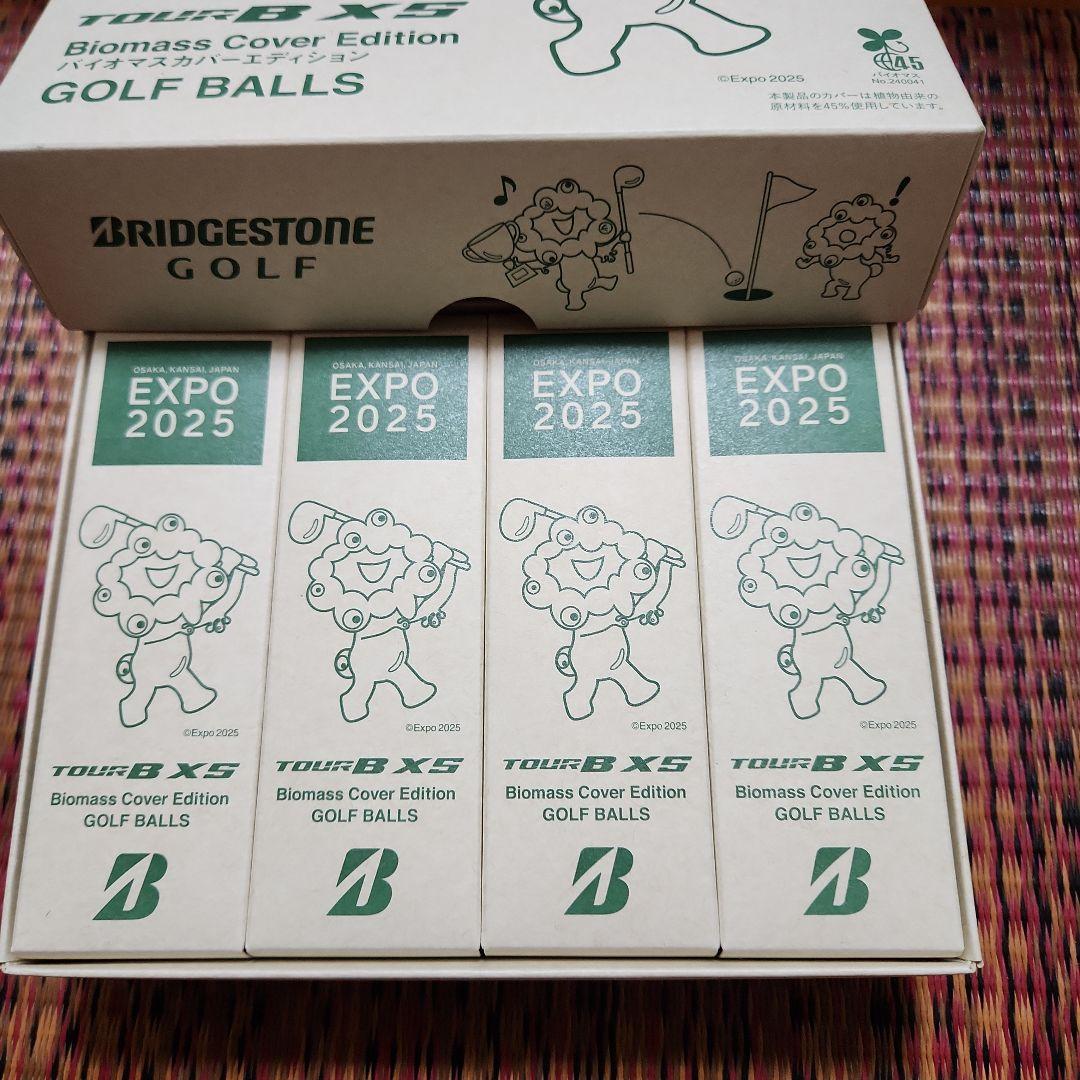 TOURB XS
Biomass Cover Edition
バイオマスカバーエディション
GOLF BALLS
©Expo 2025
45
バイオマス
No.240041
本製品のカバーは植物由来の
原材料を45%使用しています。
BRIDGESTONE
GOLF
OSAKA, KANSAI, JAPAN
EXPO
2025
©Expo 2025
TOURB XS
Biomass Cover Edition
GOLF BALLS
B
OSAKA, KANSAI, JAPAN
EXPO
2025
©Expo 2025
TOURB XS
Biomass Cover Edition
GOLF BALLS
B
OSAKA, KANSAI, JAPAN
EXPO
2025
©Expo 2025
TOURB XS
Biomass Cover Edition
GOLF BALLS
B
OSAKA, KANSAI, JAPAN
EXPO
2025
©Expo 2025
TOURB XS
Biomass Cover Edition
GOLF BALLS
B